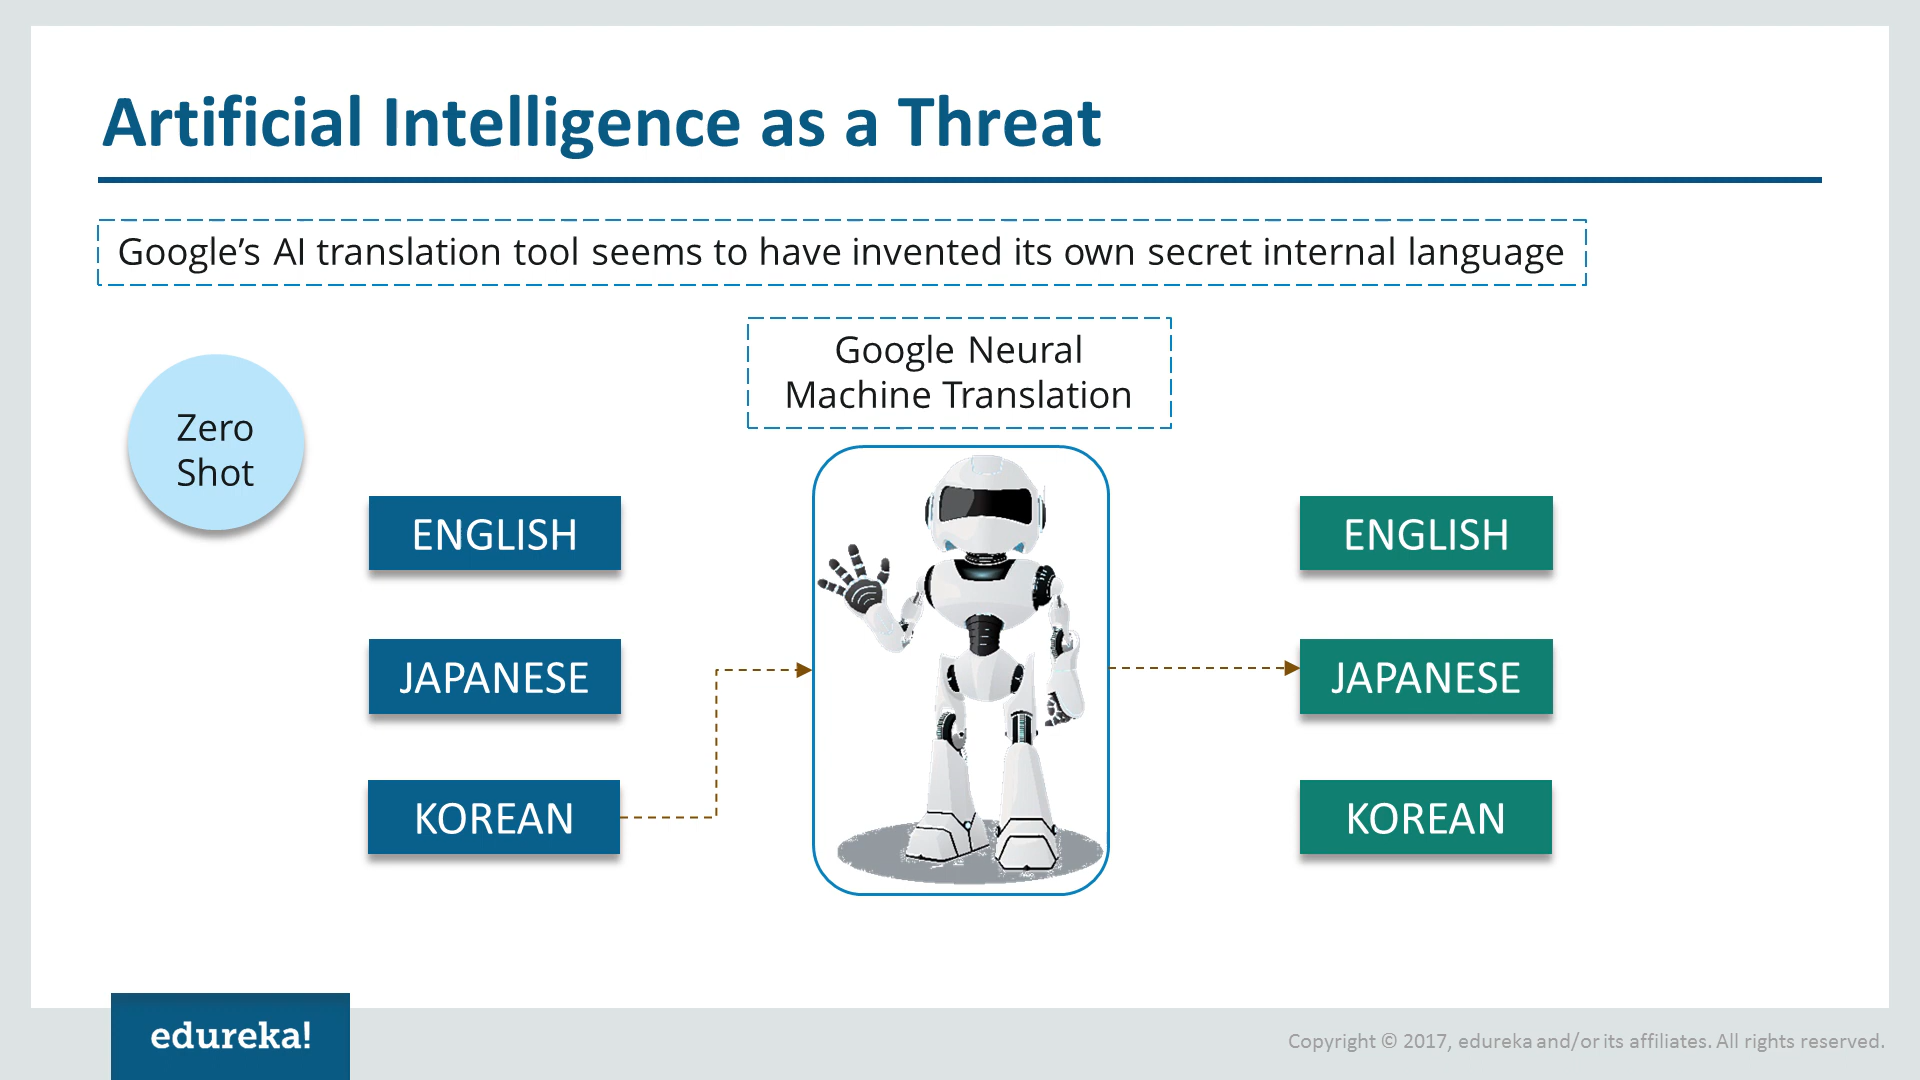 Artificial Intelligence as a Threat
Google’s AI translation tool seems to have invented its own secret internal language
Google Neural
Machine Translation
Zero
Shot
ENGLISH
JAPANESE
KOREAN
ENGLISH
JAPANESE
KOREAN
edureka!
Copyright © 2017, edureka and/or its affiliates. All rights reserved.